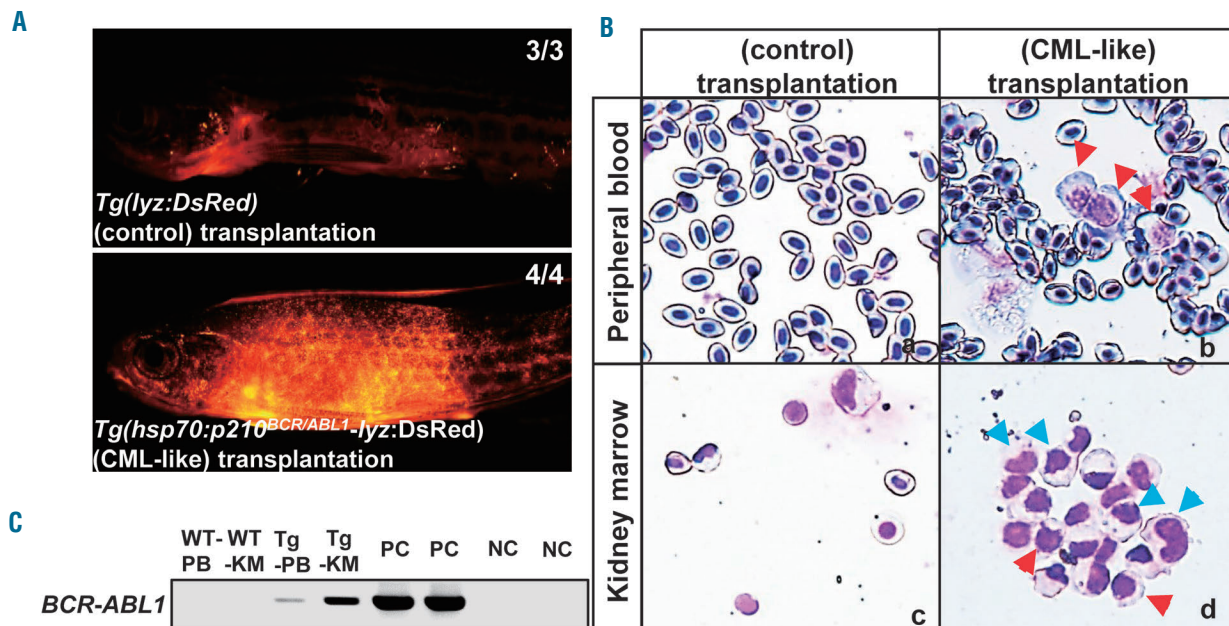 A
3/3
Tg(lyz:DsRed)
(control) transplantation
4/4
Tg(hsp70:p210BCR/ABL1-lyz:DsRed)
(CML-like) transplantation
B
(control)
transplantation
(CML-like)
transplantation
Peripheral blood
a
b
Kidney marrow
c
d
C
WT-PB
WT-KM
Tg-PB
Tg-KM
PC
PC
NC
NC
BCR-ABL1